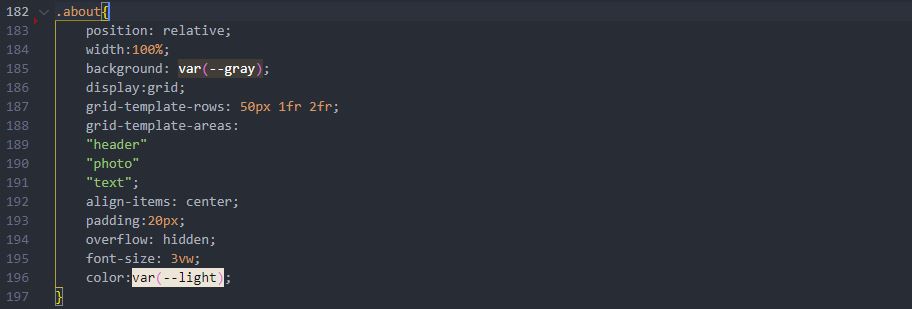 182 .about{
183 position: relative;
184 width:100%;
185 background: var(--gray);
186 display:grid;
187 grid-template-rows: 50px 1fr 2fr;
188 grid-template-areas:
189 "header"
190 "photo"
191 "text";
192 align-items: center;
193 padding:20px;
194 overflow: hidden;
195 font-size: 3vw;
196 color:var(--light);
197 }